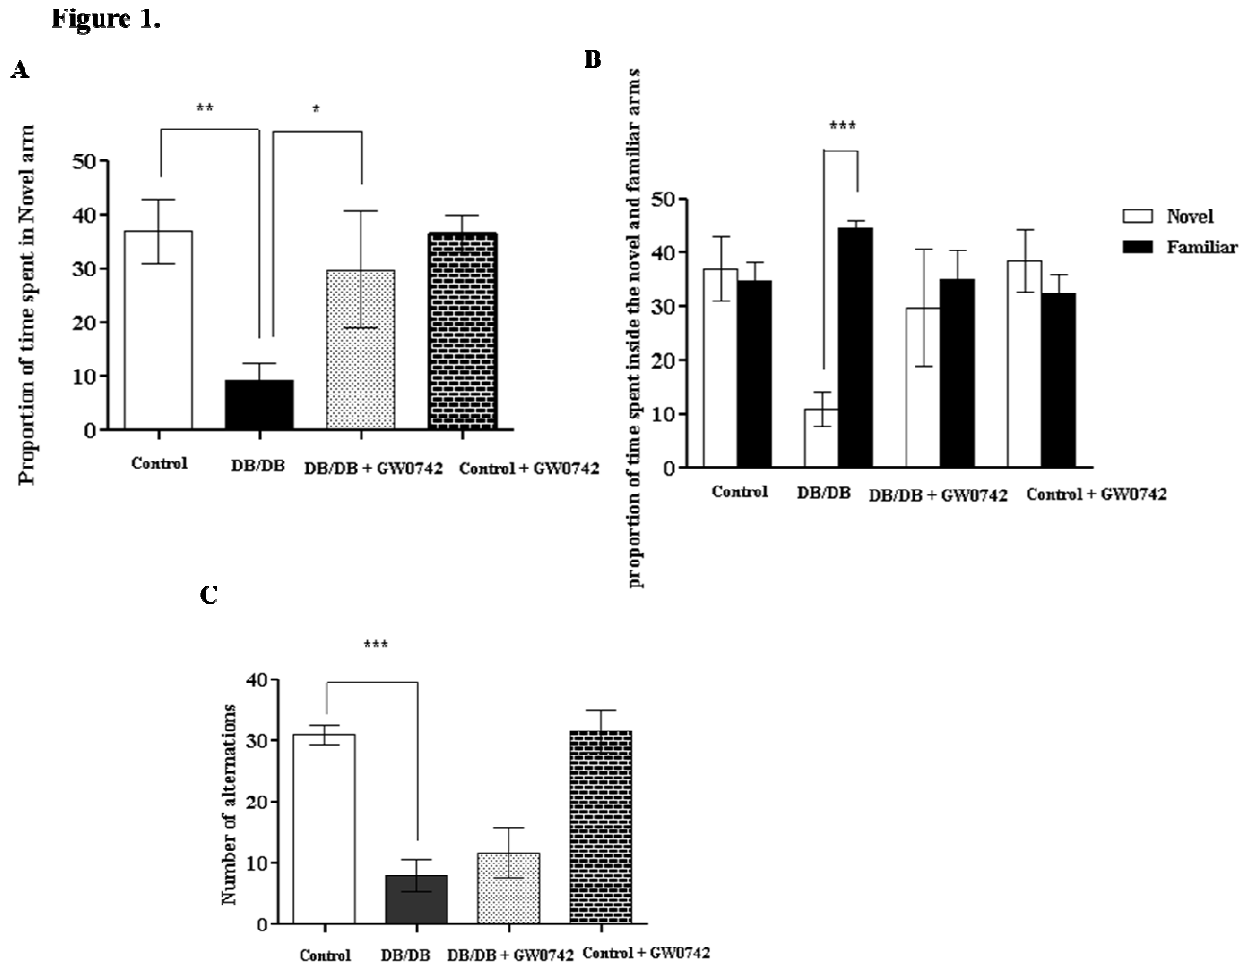 Figure 1.
A
Proportion of time spent in Novel arm
**
*
50
40
30
20
10
0
Control
DB/DB
DB/DB + GW0742
Control + GW0742
B
proportion of time spent inside the novel and familiar arms
***
50
40
30
20
10
0
Control
DB/DB
DB/DB + GW0742
Control + GW0742
Novel
Familiar
C
Number of alternations
***
40
30
20
10
0
Control
DB/DB
DB/DB + GW0742
Control + GW0742